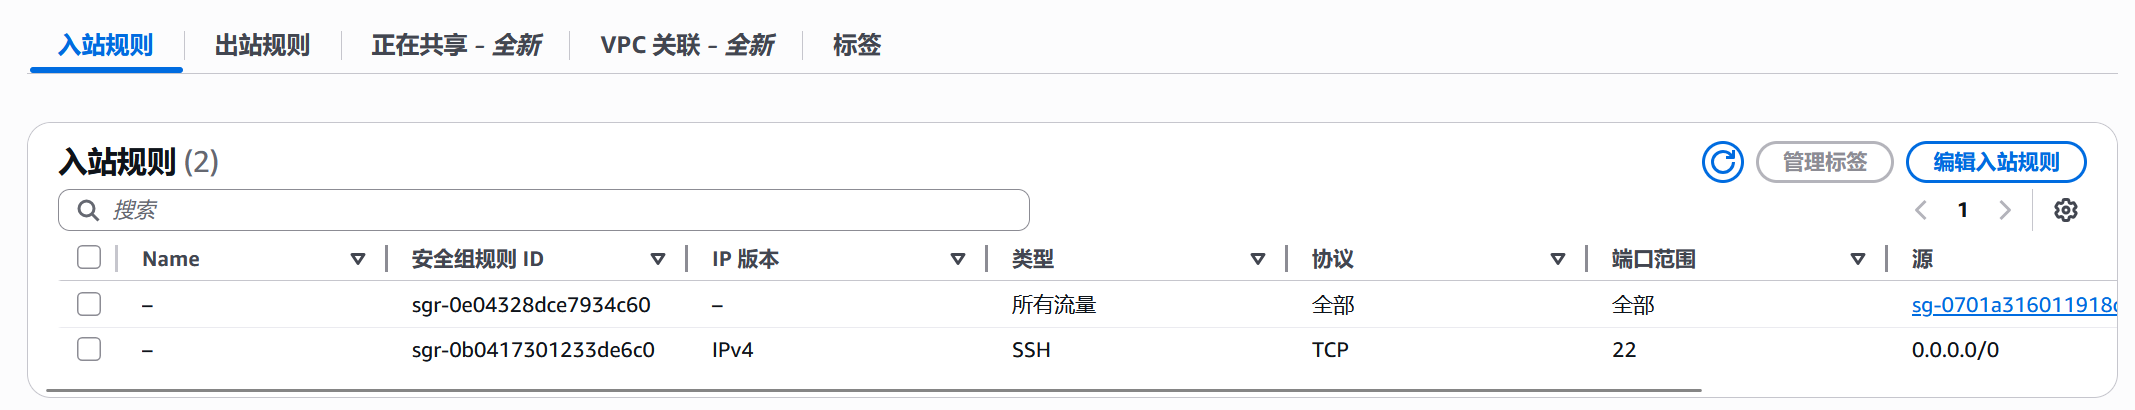 入站规则 出站规则 正在共享 - 全新 VPC 关联 - 全新 标签
入站规则 (2) 管理标签 编辑入站规则
搜索 1
Name 安全组规则 ID IP 版本 类型 协议 端口范围 源
– sgr-0e04328dce7934c60 – 所有流量 全部 全部 sg-0701a316011918
– sgr-0b0417301233de6c0 IPv4 SSH TCP 22 0.0.0.0/0